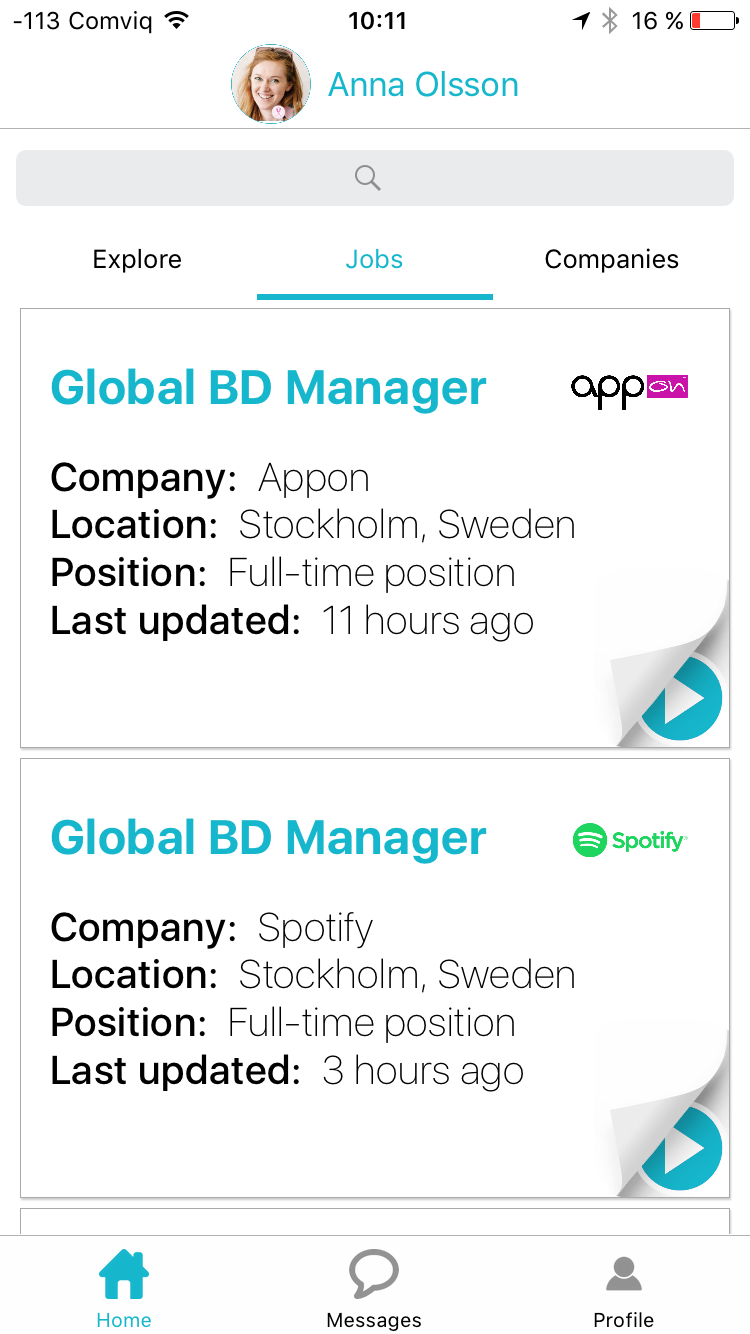 -113 Comviq 10:11 16 %
Anna Olsson
Explore Jobs Companies
Global BD Manager appon
Company: Appon
Location: Stockholm, Sweden
Position: Full-time position
Last updated: 11 hours ago
Global BD Manager Spotify
Company: Spotify
Location: Stockholm, Sweden
Position: Full-time position
Last updated: 3 hours ago
Home Messages Profile